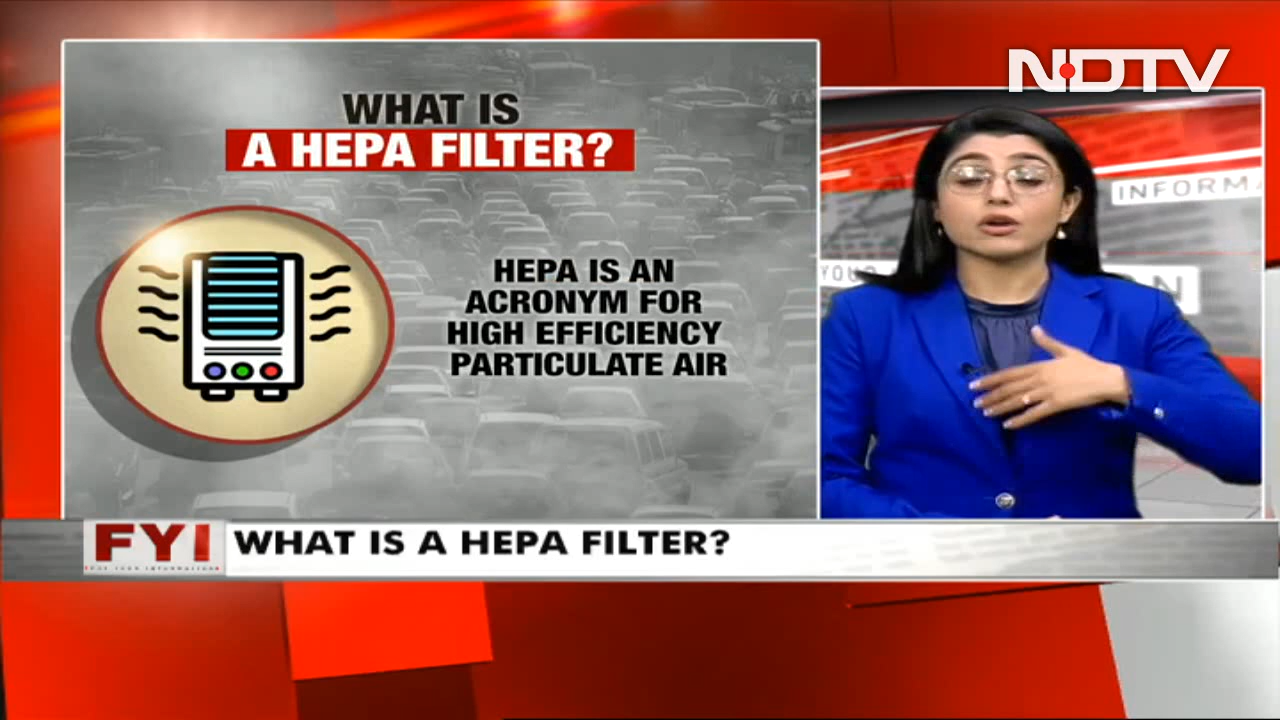 NDTV
WHAT IS
A HEPA FILTER?
INFORMA
YOUR
HEPA IS AN
ACRONYM FOR
HIGH EFFICIENCY
PARTICULATE AIR
FYI
WHAT IS A HEPA FILTER?